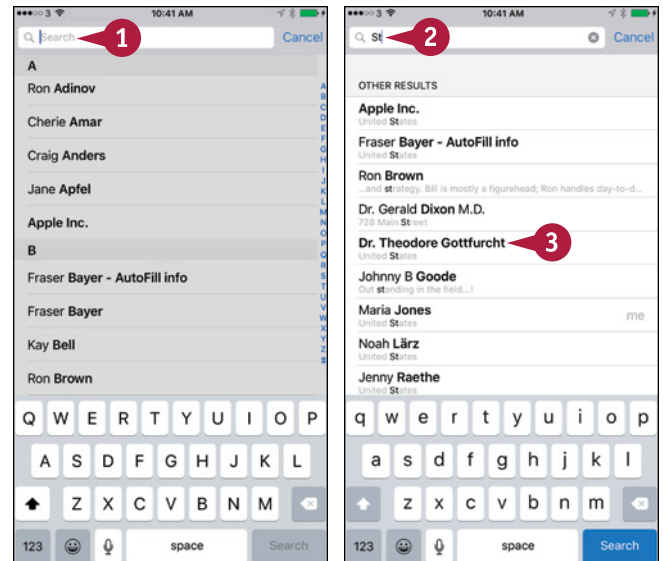 3 10:41 AM
Search
1
Cancel
A
Ron Adinov
Cherie Amar
Craig Anders
Jane Apfel
Apple Inc.
B
Fraser Bayer - AutoFill info
Fraser Bayer
Kay Bell
Ron Brown
A
B
C
D
E
F
G
H
I
J
K
L
M
N
O
P
Q
R
S
T
U
V
W
X
Y
Z
#
Q W E R T Y U I O P
A S D F G H J K L
Z X C V B N M
123 space Search
3 10:41 AM
St
2
Cancel
OTHER RESULTS
Apple Inc.
United States
Fraser Bayer - AutoFill info
United States
Ron Brown
...and strategy. Bill is mostly a figurehead; Ron handles day-to-d...
Dr. Gerald Dixon M.D.
728 Main Street
Dr. Theodore Gottfurcht
3
United States
Johnny B Goode
Out standing in the field...!
Maria Jones
me
United States
Noah Lärz
United States
Jenny Raethe
United States
q w e r t y u i o p
a s d f g h j k l
z x c v b n m
123 space Search